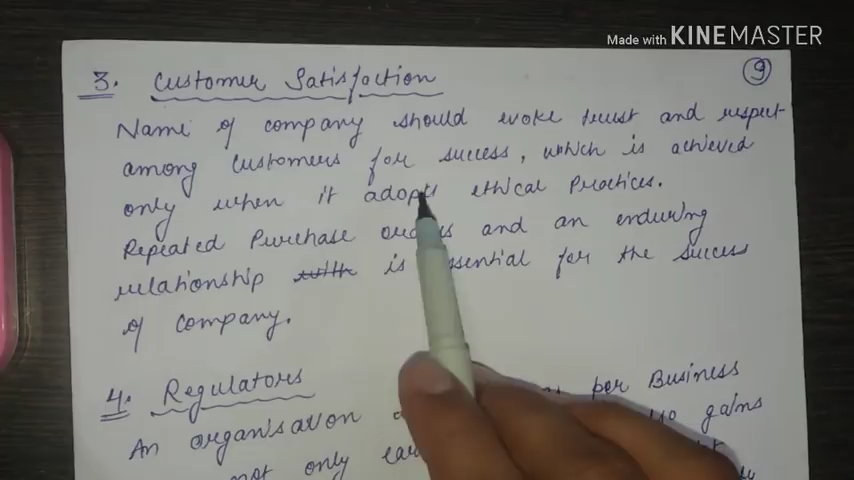 Made with KINEMASTER
9
3. Customer Satisfaction
Name of company should evoke trust and respect
among customers for success, which is achieved
only when it adopts ethical Practices.
Repeated Purchase and an enduring
relationship with is for the success
of company.
4. Regulators
per Business
An organisation gains
not only